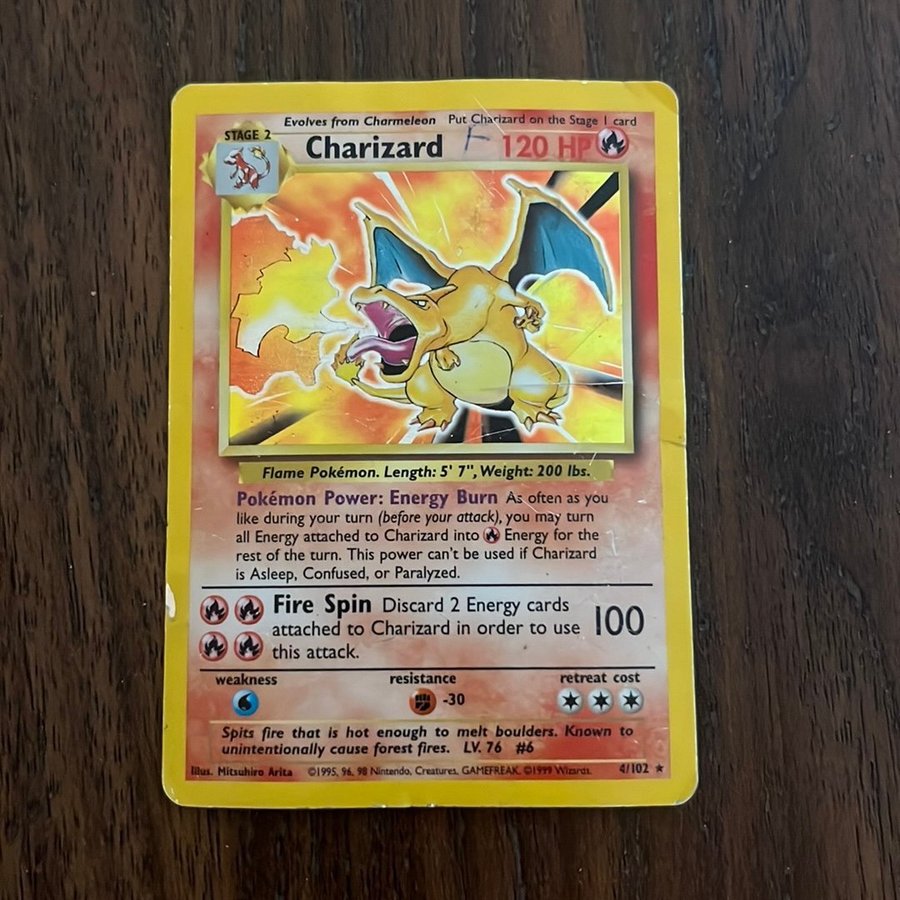 Evolves from Charmeleon Put Charizard on the Stage 1 card
STAGE 2
Charizard F 120 HP
Flame Pokémon. Length: 5' 7", Weight: 200 lbs.
Pokémon Power: Energy Burn As often as you
like during your turn (before your attack), you may turn
all Energy attached to Charizard into Energy for the
rest of the turn. This power can't be used if Charizard
is Asleep, Confused, or Paralyzed.
Fire Spin Discard 2 Energy cards
attached to Charizard in order to use 100
this attack.
weakness resistance retreat cost
-30
Spits fire that is hot enough to melt boulders. Known to
unintentionally cause forest fires. LV. 76 #6
Illus. Mitsuhiro Arita ©1995, 96, 98 Nintendo, Creatures, GAMEFREAK. ©1999 Wizards. 4/102 ★